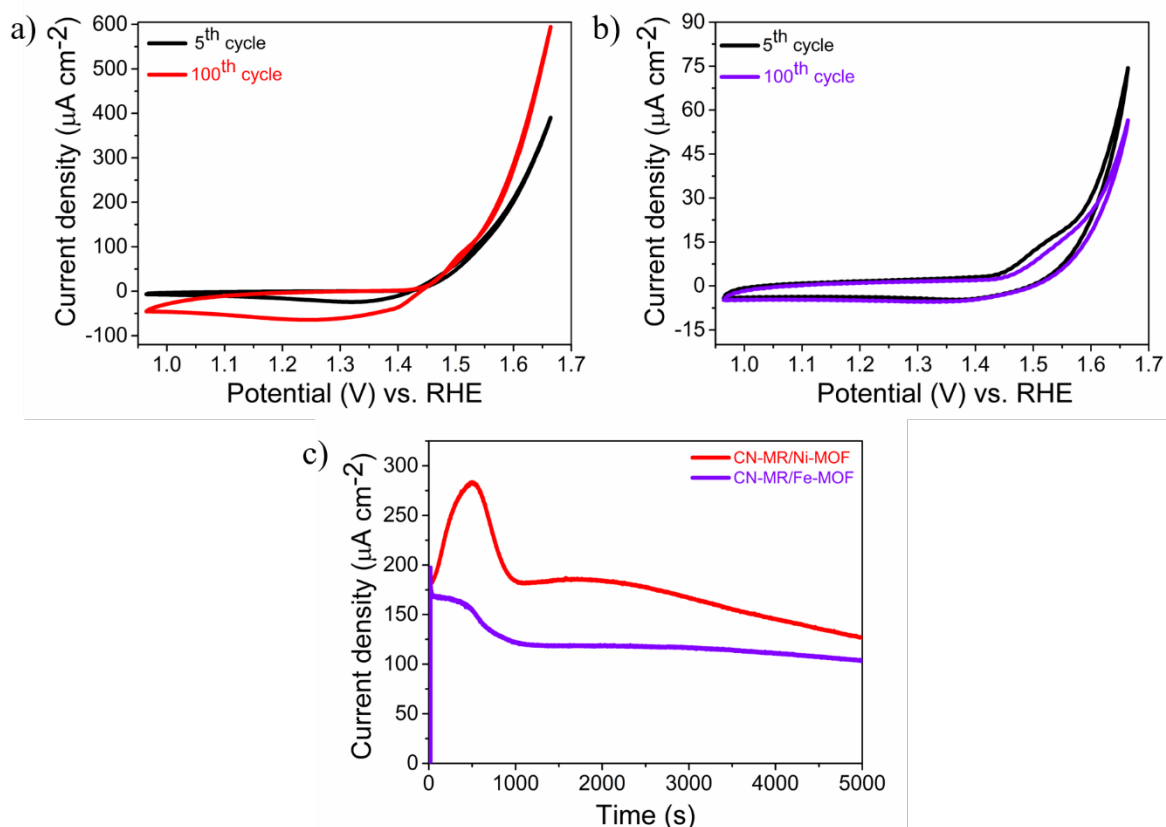 a)
5th cycle
100th cycle
600
500
400
300
200
100
0
-100
Current density (µA cm-2)
1.0 1.1 1.2 1.3 1.4 1.5 1.6 1.7
Potential (V) vs. RHE
b)
5th cycle
100th cycle
90
75
60
45
30
15
0
-15
Current density (µA cm-2)
1.0 1.1 1.2 1.3 1.4 1.5 1.6 1.7
Potential (V) vs. RHE
c)
CN-MR/Ni-MOF
CN-MR/Fe-MOF
300
250
200
150
100
50
0
Current density (µA cm-2)
0 1000 2000 3000 4000 5000
Time (s)